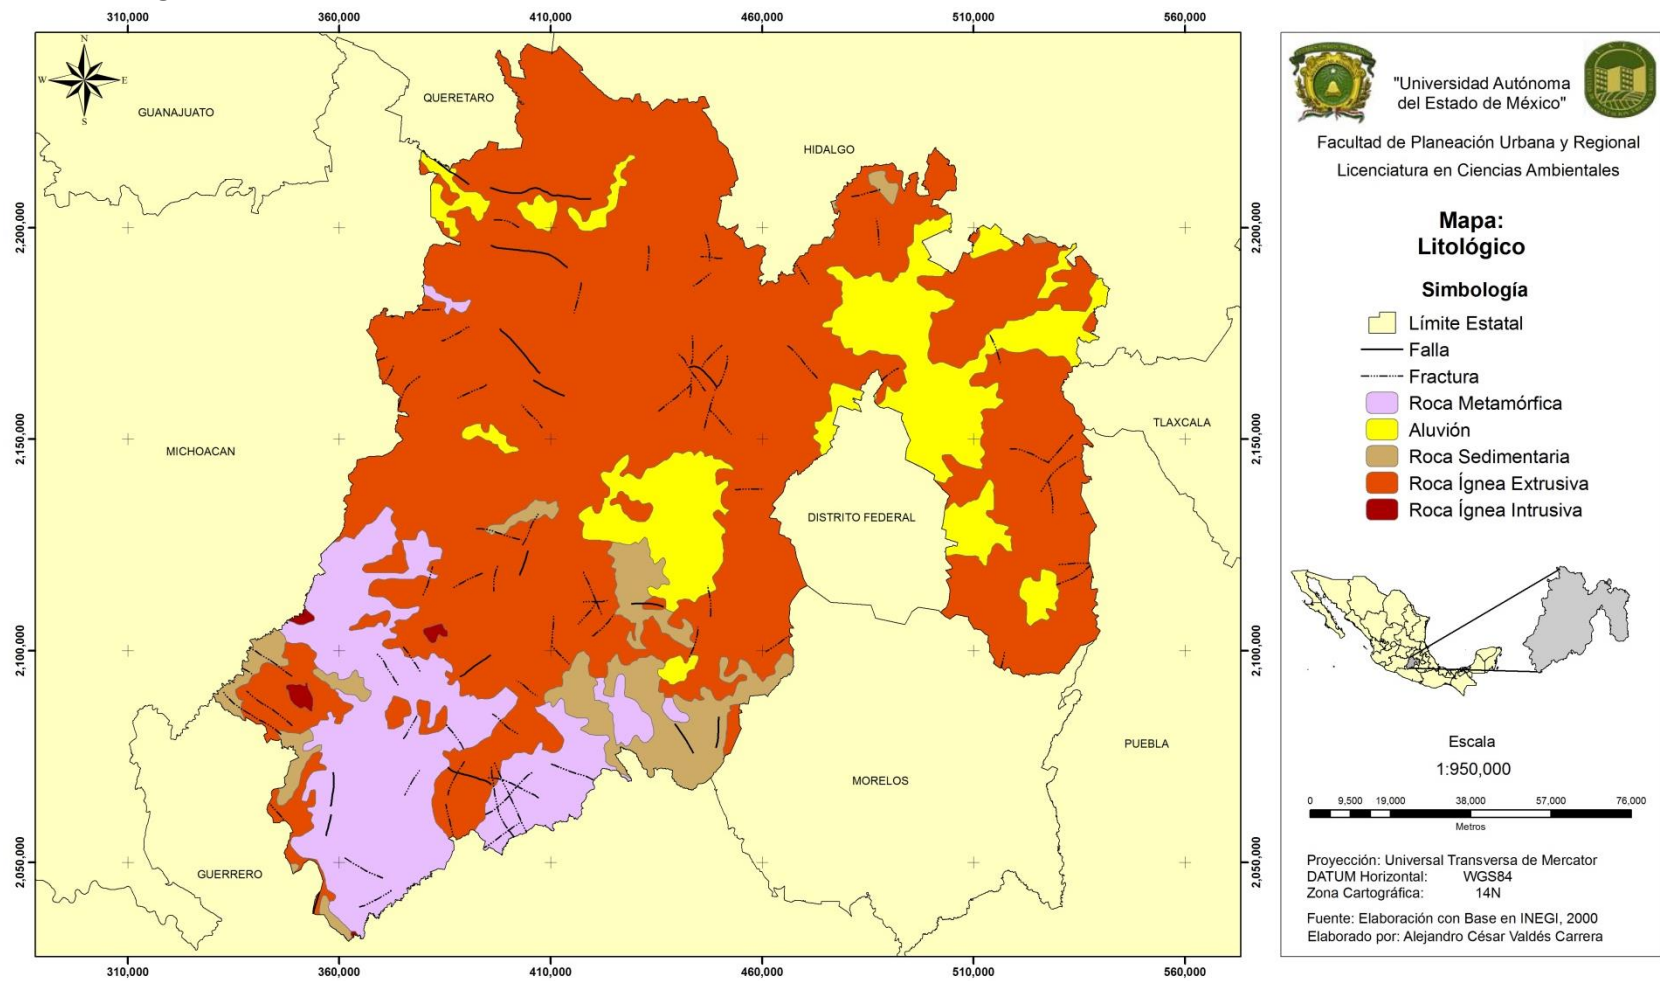 310,000 360,000 410,000 460,000 510,000 560,000
N
W E
S
GUANAJUATO
QUERETARO
HIDALGO
2,200,000 2,200,000
MICHOACAN
TLAXCALA
2,150,000 2,150,000
DISTRITO FEDERAL
2,100,000 2,100,000
PUEBLA
MORELOS
GUERRERO
2,050,000 2,050,000
310,000 360,000 410,000 460,000 510,000 560,000
"Universidad Autónoma
del Estado de México"
Facultad de Planeación Urbana y Regional
Licenciatura en Ciencias Ambientales
Mapa:
Litológico
Simbología
Límite Estatal
Falla
Fractura
Roca Metamórfica
Aluvión
Roca Sedimentaria
Roca Ígnea Extrusiva
Roca Ígnea Intrusiva
Escala
1:950,000
0 9,500 19,000 38,000 57,000 76,000
Metros
Proyección: Universal Transversa de Mercator
DATUM Horizontal: WGS84
Zona Cartográfica: 14N
Fuente: Elaboración con Base en INEGI, 2000
Elaborado por: Alejandro César Valdés Carrera